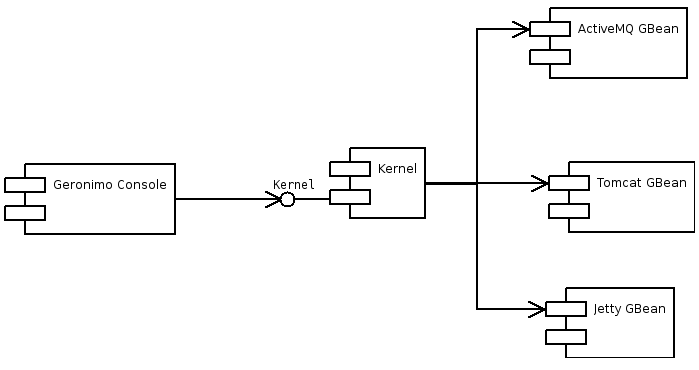 ActiveMQ GBean
Kernel
Geronimo Console
Kernel
Tomcat GBean
Jetty GBean